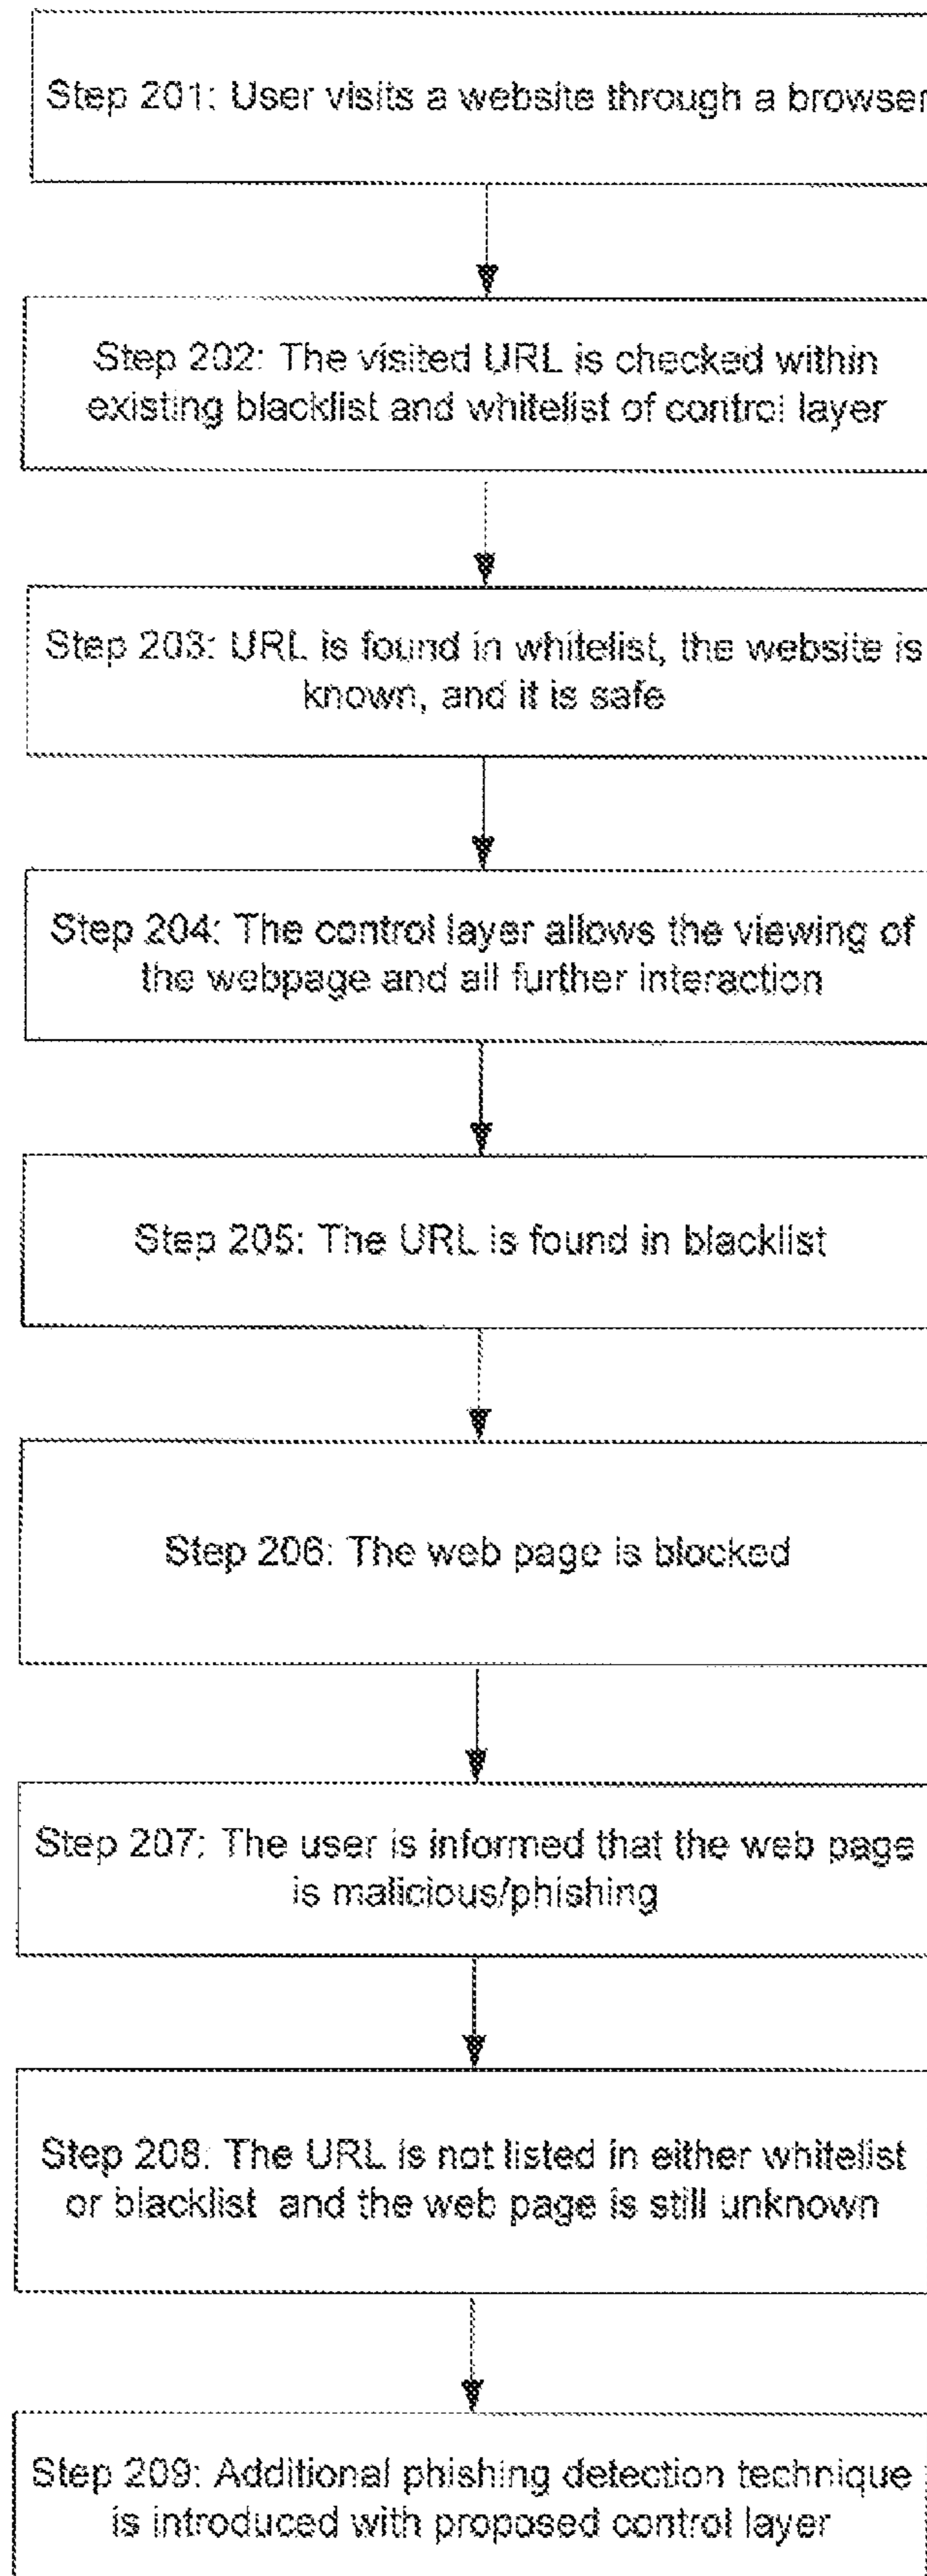 Step 201: User visits a website through a browser
Step 202: The visited URL is checked within
existing blacklist and whitelist of control layer
Step 203: URL is found in whitelist, the website is
known, and it is safe
Step 204: The control layer allows the viewing of
the webpage and all further interaction
Step 205: The URL is found in blacklist
Step 206: The web page is blocked
Step 207: The user is informed that the web page
is malicious/phishing
Step 208: The URL is not listed in either whitelist
or blacklist and the web page is still unknown
Step 209: Additional phishing detection technique
is introduced with proposed control layer